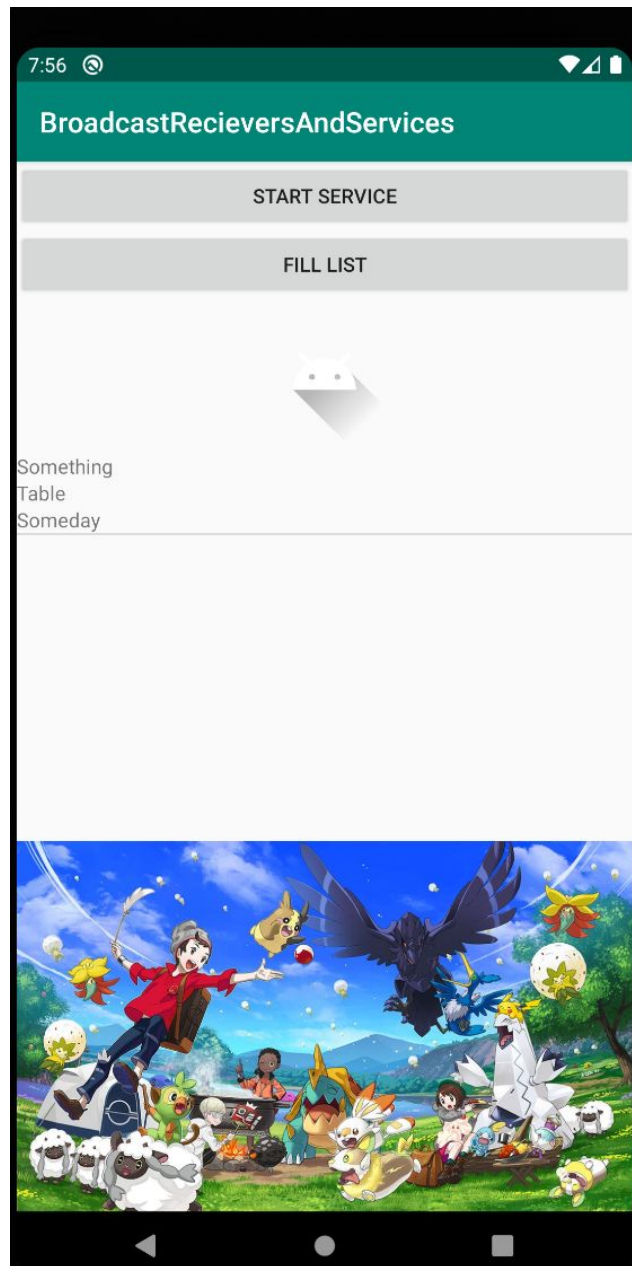 7:56
BroadcastRecieversAndServices
START SERVICE
FILL LIST
Something
Table
Someday